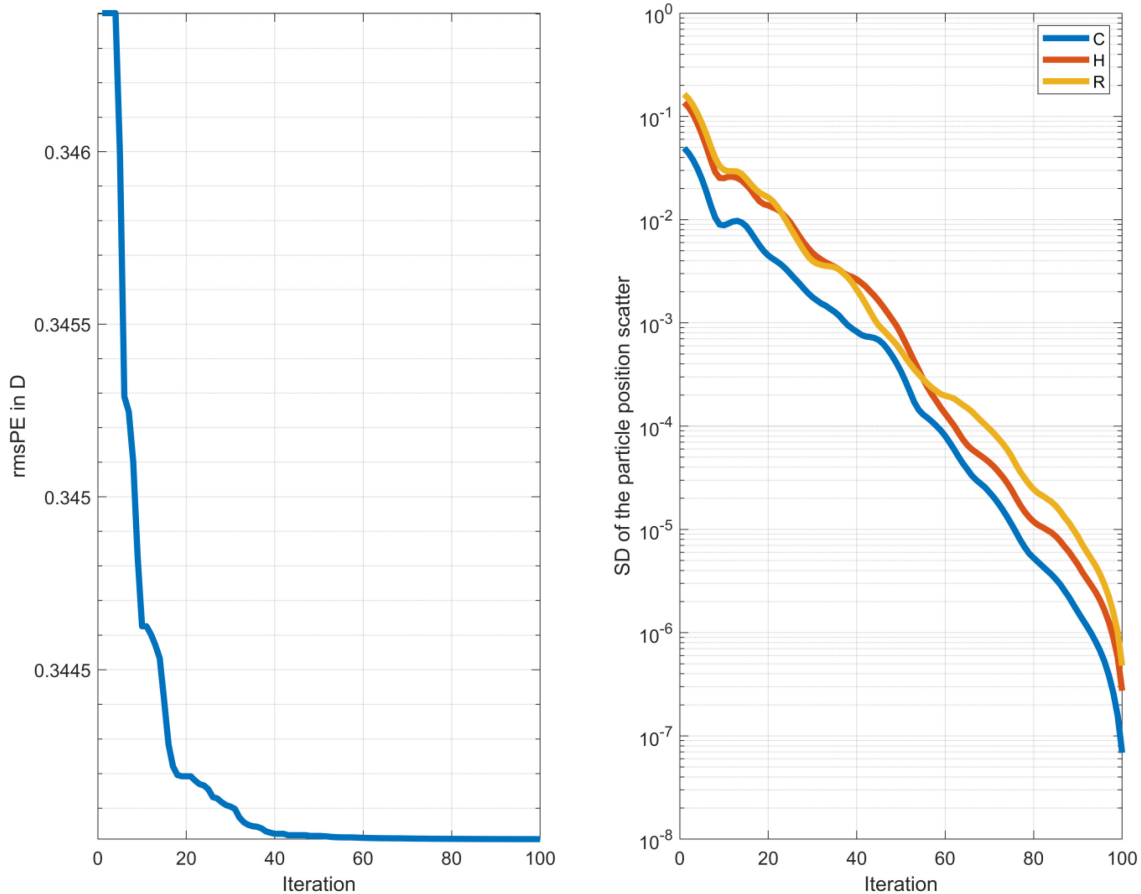 rmsPE in D
0.346
0.3455
0.345
0.3445
0 20 40 60 80 100
Iteration
SD of the particle position scatter
10^0
10^-1
10^-2
10^-3
10^-4
10^-5
10^-6
10^-7
10^-8
C
H
R
0 20 40 60 80 100
Iteration